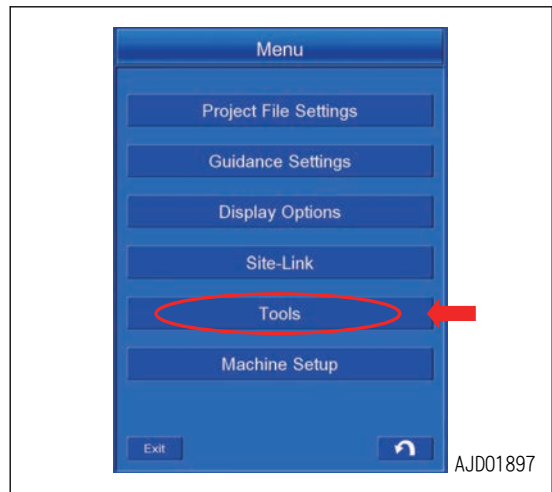 Menu
Project File Settings
Guidance Settings
Display Options
Site-Link
Tools
Machine Setup
Exit
AJD01897